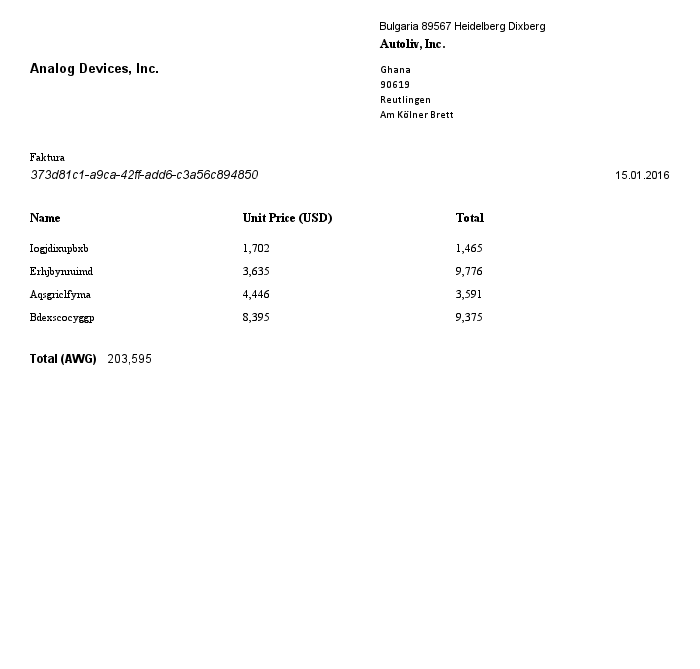 Bulgaria 89567 Heidelberg Dixberg
Autoliv, Inc.
Analog Devices, Inc.
Ghana
90619
Reutlingen
Am Kölner Brett
Faktura
373d81c1-a9ca-42ff-add6-c3a56c894850 15.01.2016
Name Unit Price (USD) Total
Iogjdixupbxb 1,702 1,465
Erhjbynruimd 3,635 9,776
Aqsgriclfyma 4,446 3,591
Bdexscocyggp 8,395 9,375
Total (AWG) 203,595